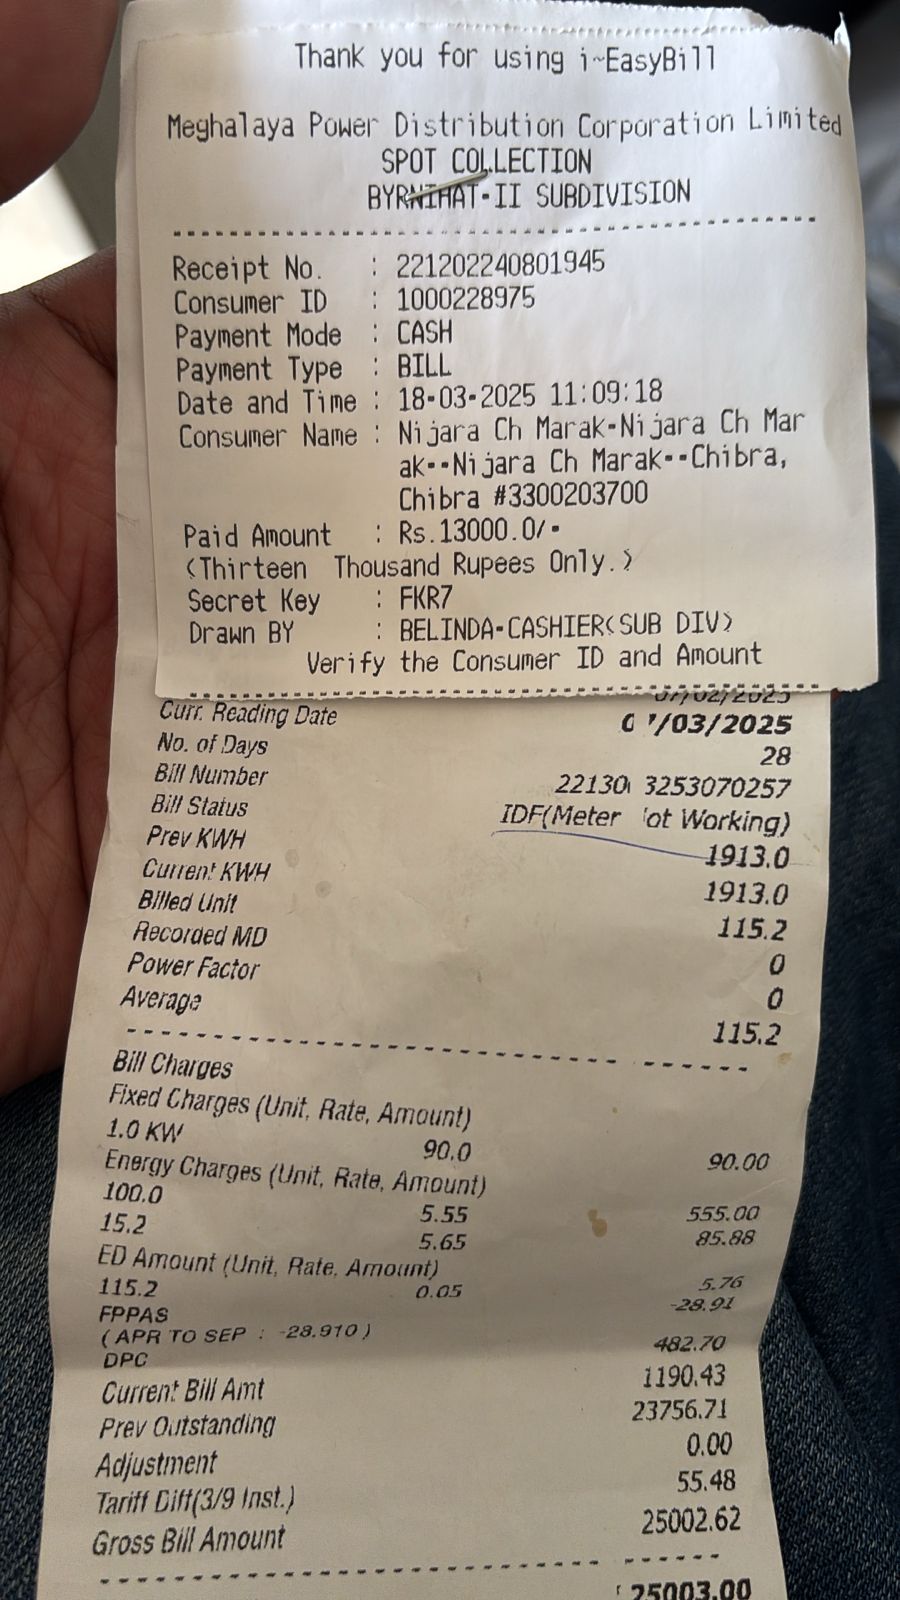 Thank you for using i~EasyBill
Meghalaya Power Distribution Corporation Limited
SPOT COLLECTION
BYRNIHAT-II SUBDIVISION
Receipt No. : 221202240801945
Consumer ID : 1000228975
Payment Mode : CASH
Payment Type : BILL
Date and Time : 18-03-2025 11:09:18
Consumer Name : Nijara Ch Marak-Nijara Ch Mar
ak--Nijara Ch Marak--Chibra,
Chibra #3300203700
Paid Amount : Rs.13000.0/-
(Thirteen Thousand Rupees Only.)
Secret Key : FKR7
Drawn BY : BELINDA-CASHIER(SUB DIV)
Verify the Consumer ID and Amount
07/02/2025
Curr. Reading Date /03/2025
No. of Days 28
Bill Number 3253070257
Bill Status IDF(Meter Working)
Prev KWH 1913.0
Current KWH 1913.0
Billed Unit 115.2
Recorded MD 0
Power Factor 0
Average 115.2
Bill Charges
Fixed Charges (Unit, Rate, Amount)
1.0 KW 90.0 90.00
Energy Charges (Unit, Rate, Amount)
100.0 5.55 555.00
15.2 5.65 85.88
ED Amount (Unit, Rate, Amount)
115.2 0.05 5.76
FPPAS -28.91
( APR TO SEP : -28.910 )
DPC 482.70
Current Bill Amt 1190.43
Prev Outstanding 23756.71
Adjustment 0.00
Tariff Diff(3/9 Inst.) 55.48
Gross Bill Amount 25002.62
25003.00